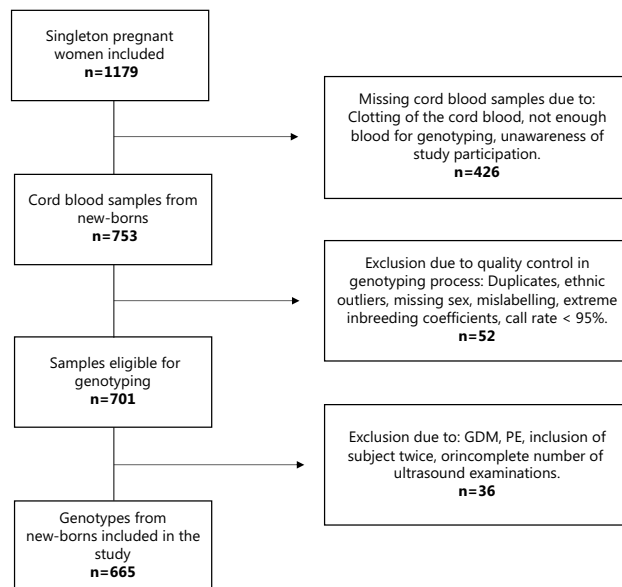 Singleton pregnant
women included
n=1179
Missing cord blood samples due to:
Clotting of the cord blood, not enough
blood for genotyping, unawareness of
study participation.
n=426
Cord blood samples from
new-borns
n=753
Exclusion due to quality control in
genotyping process: Duplicates, ethnic
outliers, missing sex, mislabelling, extreme
inbreeding coefficients, call rate < 95%.
n=52
Samples eligible for
genotyping
n=701
Exclusion due to: GDM, PE, inclusion of
subject twice, orincomplete number of
ultrasound examinations.
n=36
Genotypes from
new-borns included in the
study
n=665